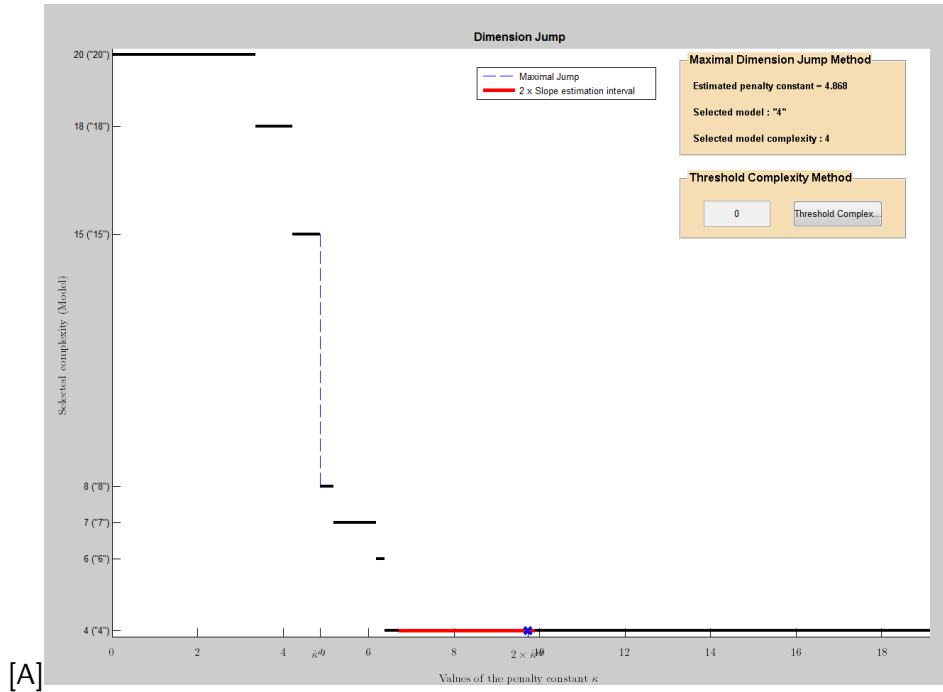 Dimension Jump
20 ("20")
18 ("18")
15 ("15")
8 ("8")
7 ("7")
6 ("6")
4 ("4")
Selected complexity (Model)
Maximal Jump
2 x Slope estimation interval
Maximal Dimension Jump Method
Estimated penalty constant = 4.868
Selected model : "4"
Selected model complexity : 4
Threshold Complexity Method
0
Threshold Complex...
0 2 4 6 8 12 14 16 18
Values of the penalty constant κ
[A]